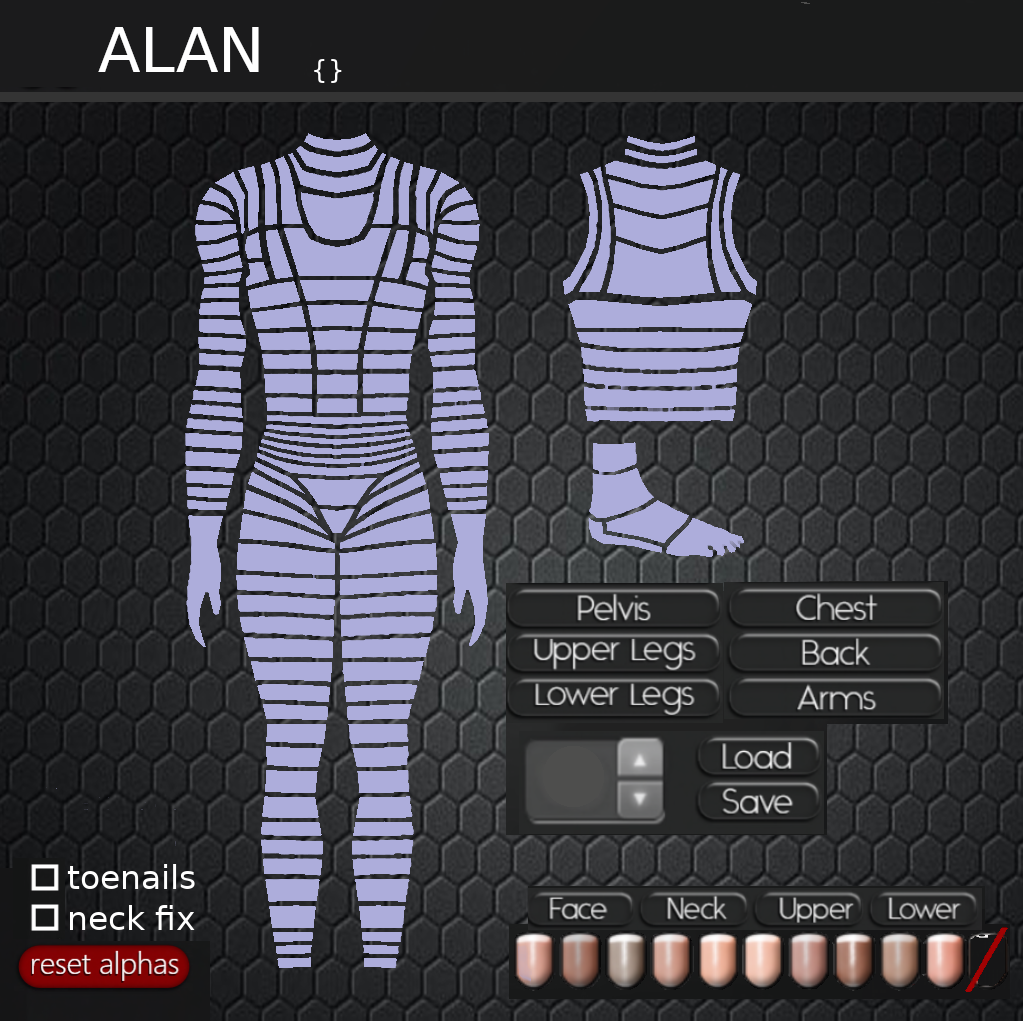 ALAN {}
Pelvis Chest
Upper Legs Back
Lower Legs Arms
Load
Save
toenails
neck fix
reset alphas
Face Neck Upper Lower